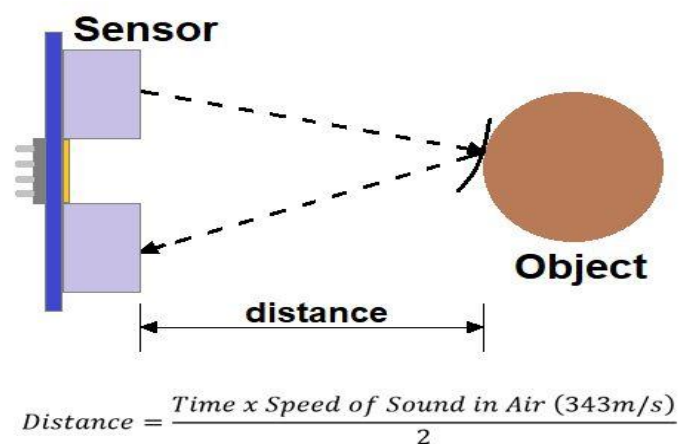 Sensor
Object
distance
Distance = Time x Speed of Sound in Air (343m/s) / 2